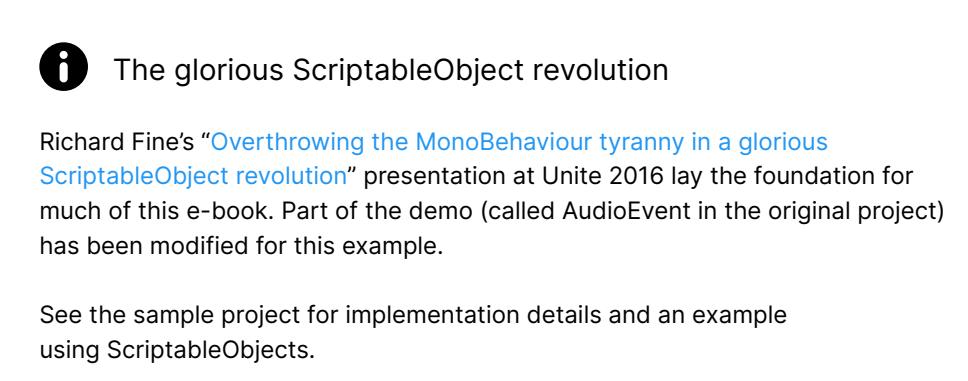 The glorious ScriptableObject revolution
Richard Fine’s “Overthrowing the MonoBehaviour tyranny in a glorious
ScriptableObject revolution” presentation at Unite 2016 lay the foundation for
much of this e-book. Part of the demo (called AudioEvent in the original project)
has been modified for this example.
See the sample project for implementation details and an example
using ScriptableObjects.